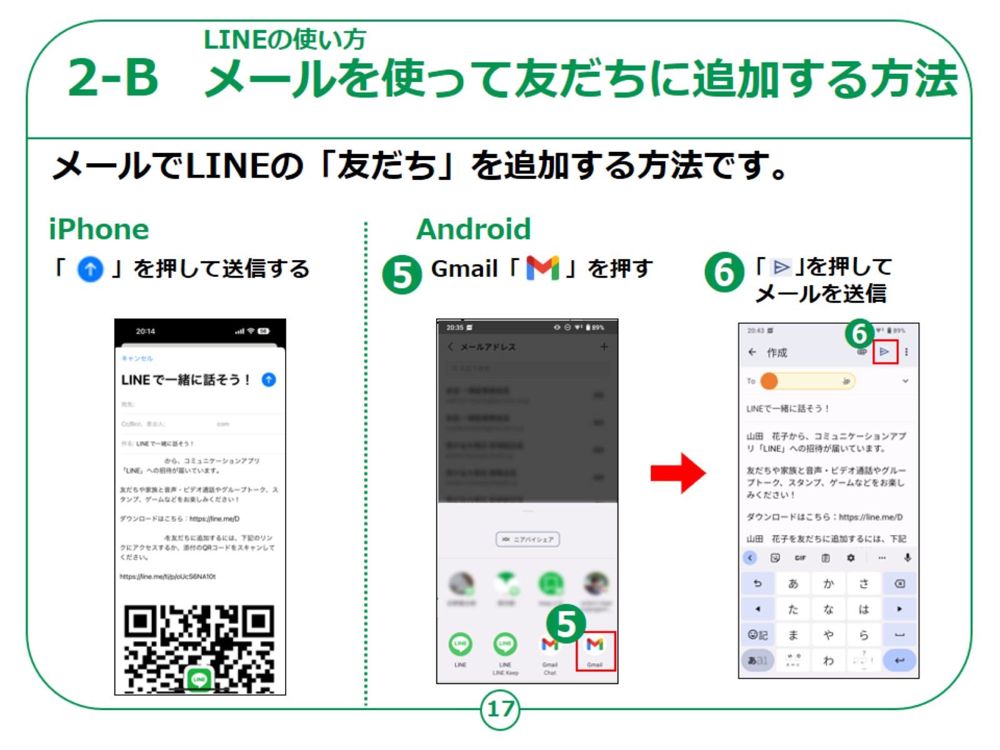 LINEの使い方
2-B メールを使って友だちに追加する方法
メールでLINEの「友だち」を追加する方法です。
iPhone
「 」を押して送信する
20:14
56
キャンセル
LINEで一緒に話そう！
宛先:
Cc/Bcc、差出人: com
件名: LINEで一緒に話そう！
から、コミュニケーションアプリ
「LINE」への招待が届いています。
友だちや家族と音声・ビデオ通話やグループトーク、ス
タンプ、ゲームなどをお楽しみください！
ダウンロードはこちら：https://line.me/D
を友だちに追加するには、下記のリン
クにアクセスするか、添付のQRコードをスキャンして
ください。
https://line.me/ti/p/oUcS6NA10t
LINE
Android
5 Gmail「 」を押す
20:35
89%
メールアドレス
ニアバイシェア
5
LINE
LINE
LINE
LINE
LINE Keep
Gmail
Chat
Gmail
6 「 」を押して
メールを送信
20:43
89%
6
作成
To .jp
LINEで一緒に話そう！
山田 花子から、コミュニケーションアプ
リ「LINE」への招待が届いています。
友だちや家族と音声・ビデオ通話やグルー
プトーク、スタンプ、ゲームなどをお楽し
みください！
ダウンロードはこちら：https://line.me/D
山田 花子を友だちに追加するには、下記
GIF
あ か さ
た な は
記 ま や ら
あa1 わ
17